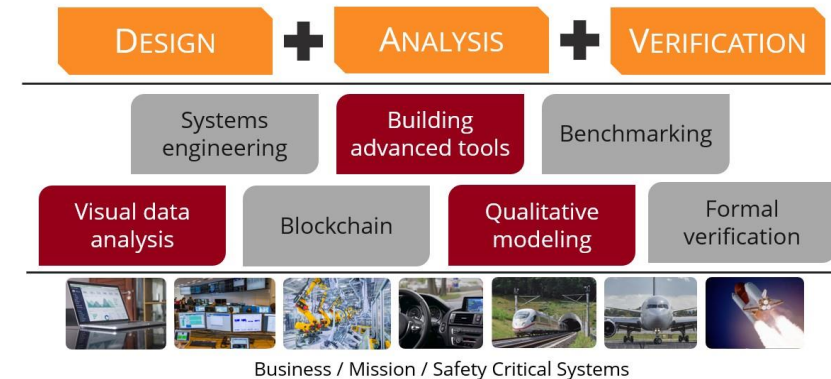 DESIGN + ANALYSIS + VERIFICATION
Systems
engineering
Building
advanced tools
Benchmarking
Visual data
analysis
Blockchain
Qualitative
modeling
Formal
verification
Business / Mission / Safety Critical Systems